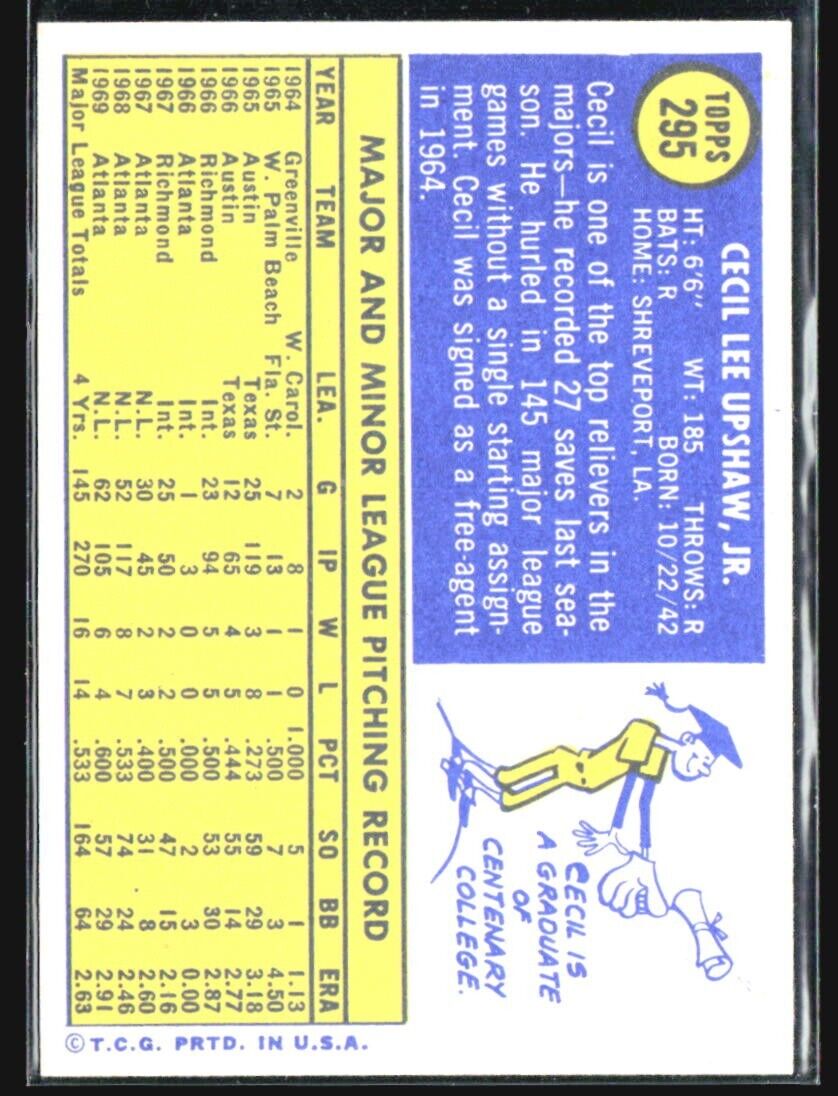 TOPPS
295
CECIL LEE UPSHAW, JR.
HT: 6'6" WT: 185 THROWS: R
BATS: R BORN: 10/22/42
HOME: SHREVEPORT, LA.
Cecil is one of the top relievers in the
majors—he recorded 27 saves last sea-
son. He hurled in 145 major league
games without a single starting assign-
ment. Cecil was signed as a free-agent
in 1964.
CECIL IS
A GRADUATE
OF
CENTENARY
COLLEGE.
MAJOR AND MINOR LEAGUE PITCHING RECORD
YEAR TEAM LEA. G IP W L PCT SO BB ERA
1964 Greenville W. Carol. 2 8 1 0 1.000 5 1 1.13
1965 W. Palm Beach Fla. St. 7 13 1 1 .500 7 3 4.50
1965 Austin Texas 25 119 3 8 .273 59 29 3.18
1966 Austin Texas 12 65 4 5 .444 55 14 2.77
1966 Richmond Int. 23 94 5 5 .500 53 30 2.87
1966 Atlanta Int. 1 3 0 0 .000 2 3 0.00
1967 Richmond Int. 25 50 2 2 .500 47 15 2.16
1967 Atlanta N.L. 30 45 2 3 .400 31 8 2.60
1968 Atlanta N.L. 52 117 8 7 .533 74 24 2.46
1969 Atlanta N.L. 62 105 6 4 .600 57 29 2.91
Major League Totals 4 Yrs. 145 270 16 14 .533 164 64 2.63
© T.C.G. PRTD. IN U.S.A.